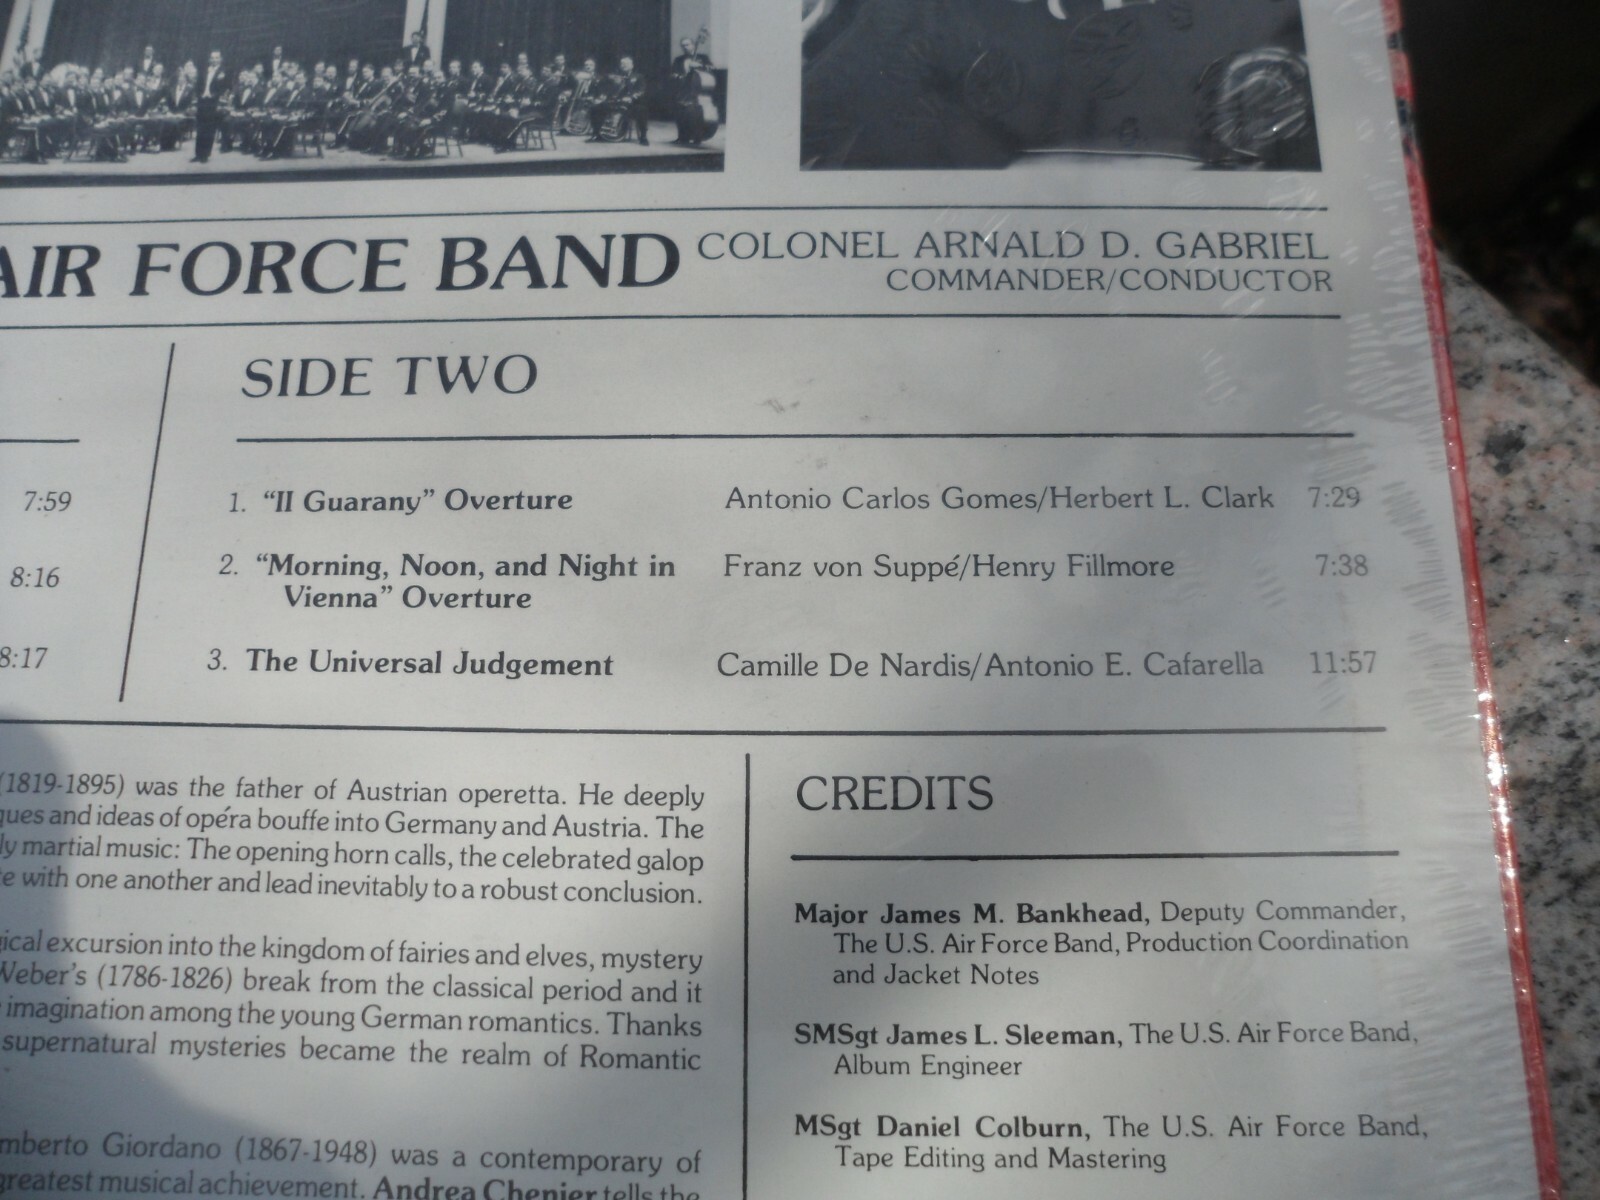 AIR FORCE BAND
COLONEL ARNALD D. GABRIEL
COMMANDER/CONDUCTOR
7:59
8:16
8:17
SIDE TWO
1. “Il Guarany” Overture Antonio Carlos Gomes/Herbert L. Clark 7:29
2. “Morning, Noon, and Night in Franz von Suppé/Henry Fillmore 7:38
Vienna” Overture
3. The Universal Judgement Camille De Nardis/Antonio E. Cafarella 11:57
(1819-1895) was the father of Austrian operetta. He deeply
and ideas of opéra bouffe into Germany and Austria. The
martial music: The opening horn calls, the celebrated galop
with one another and lead inevitably to a robust conclusion.
excursion into the kingdom of fairies and elves, mystery
Weber's (1786-1826) break from the classical period and it
imagination among the young German romantics. Thanks
supernatural mysteries became the realm of Romantic
Giordano (1867-1948) was a contemporary of
greatest musical achievement. Andrea Chenier tells the
CREDITS
Major James M. Bankhead, Deputy Commander,
The U.S. Air Force Band, Production Coordination
and Jacket Notes
SMSgt James L. Sleeman, The U.S. Air Force Band,
Album Engineer
MSgt Daniel Colburn, The U.S. Air Force Band,
Tape Editing and Mastering